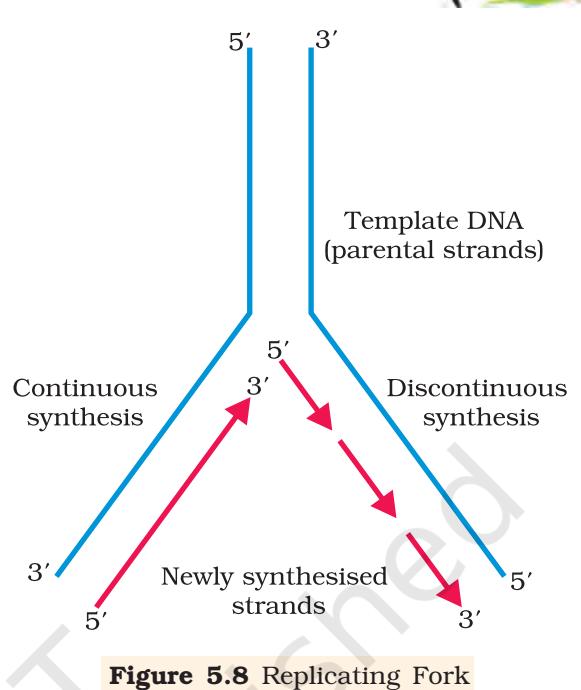 5′
3′
Template DNA
(parental strands)
5′
3′
Continuous
synthesis
Discontinuous
synthesis
3′
5′
Newly synthesised
strands
5′
3′
Figure 5.8 Replicating Fork